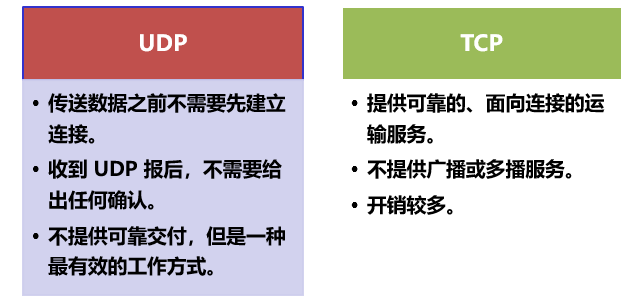 UDP
• 传送数据之前不需要先建立
连接。
• 收到 UDP 报后，不需要给
出任何确认。
• 不提供可靠交付，但是一种
最有效的工作方式。
TCP
• 提供可靠的、面向连接的运
输服务。
• 不提供广播或多播服务。
• 开销较多。